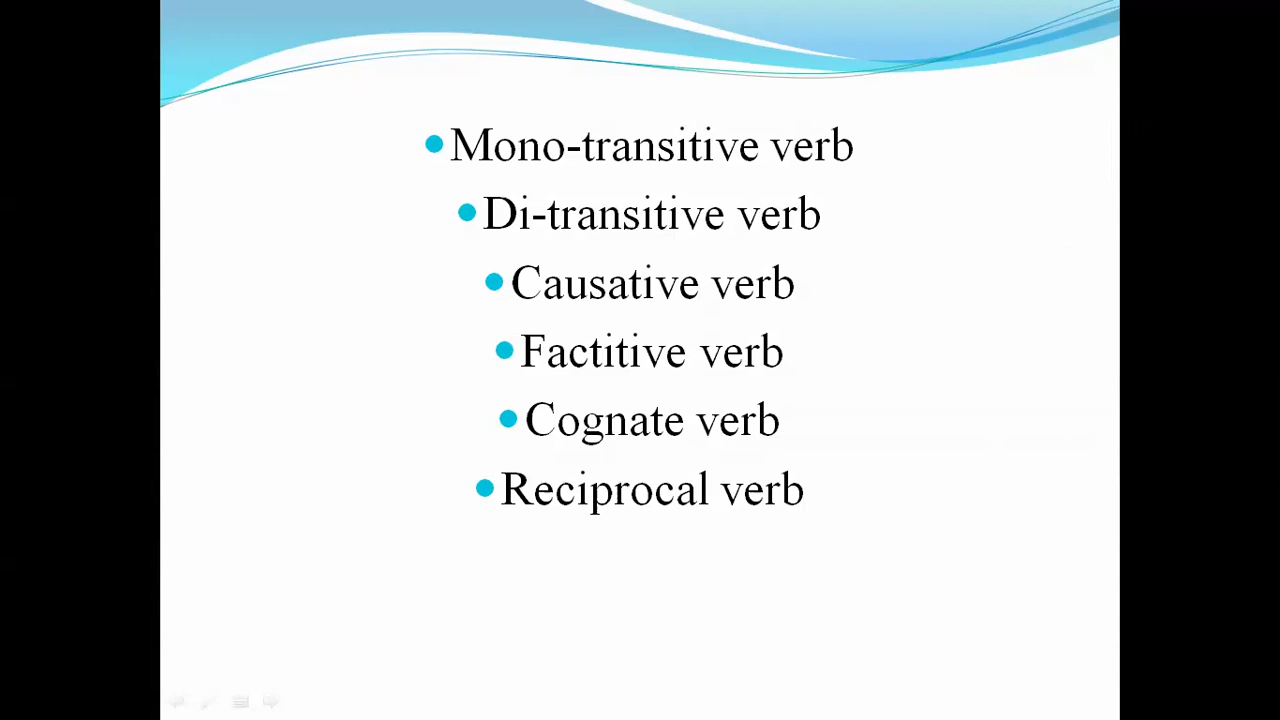 •Mono-transitive verb
•Di-transitive verb
•Causative verb
•Factitive verb
•Cognate verb
•Reciprocal verb